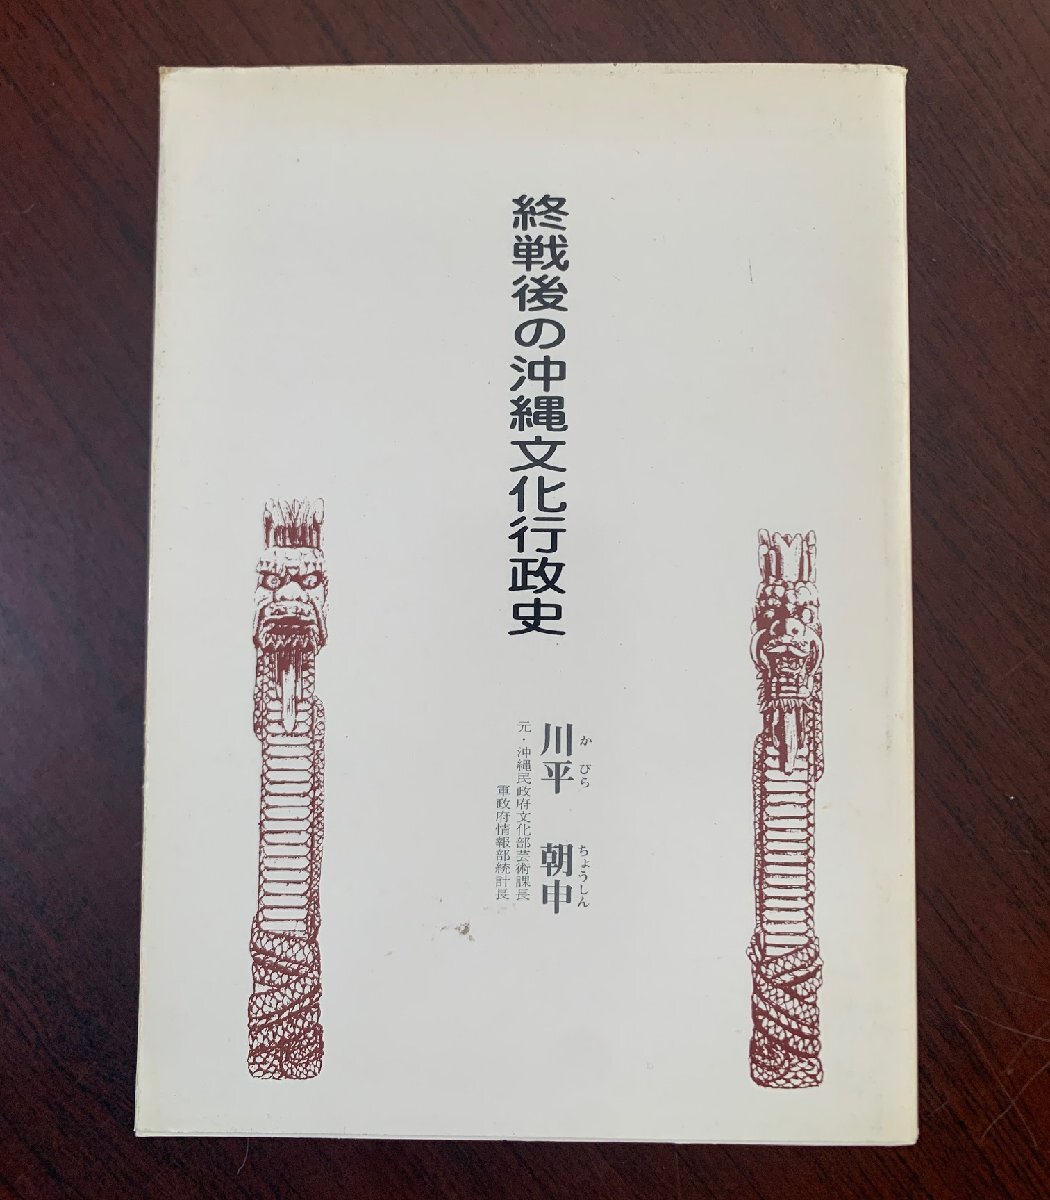 終戦後の沖縄文化行政史
川平 朝申
かびら ちょうしん
元・沖縄民政府文化部芸術課長
軍政府情報部統計長